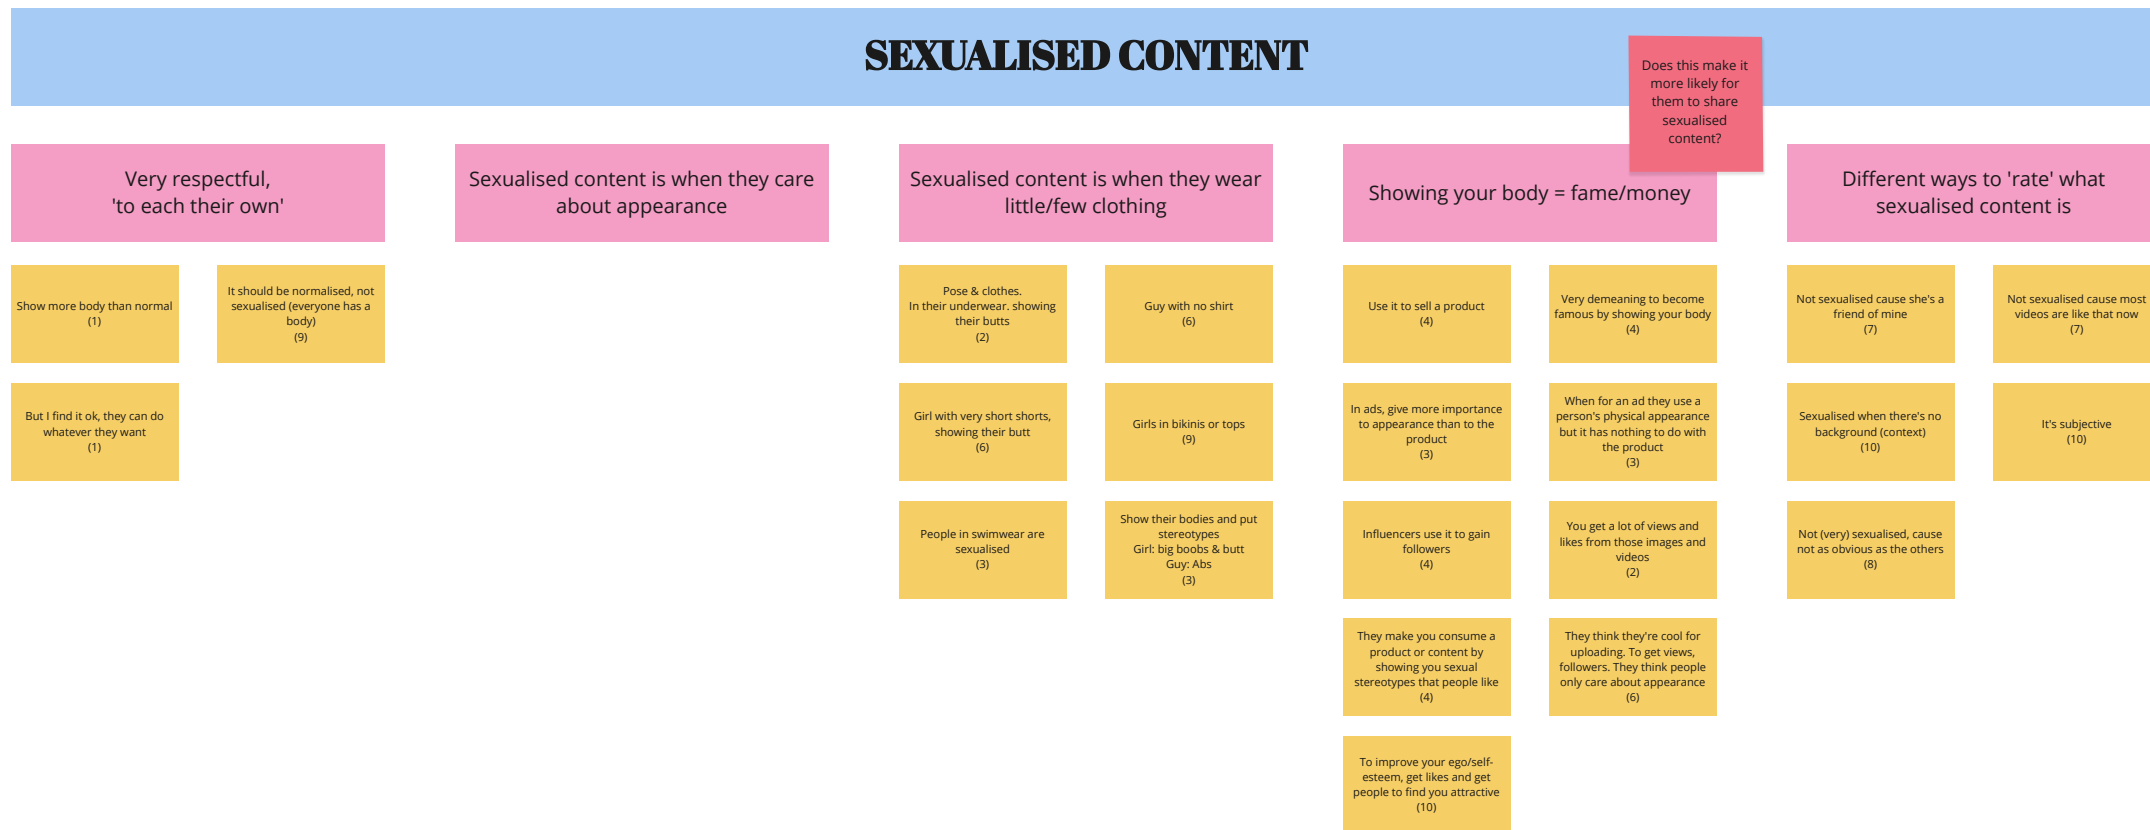 SEXUALISED CONTENT
Does this make it
more likely for
them to share
sexualised
content?
Very respectful,
'to each their own'
Show more body than normal
(1)
It should be normalised, not
sexualised (everyone has a
body)
(9)
But I find it ok, they can do
whatever they want
(1)
Sexualised content is when they care
about appearance
Sexualised content is when they wear
little/few clothing
Pose & clothes.
In their underwear. showing
their butts
(2)
Guy with no shirt
(6)
Girl with very short shorts,
showing their butt
(6)
Girls in bikinis or tops
(9)
People in swimwear are
sexualised
(3)
Show their bodies and put
stereotypes
Girl: big boobs & butt
Guy: Abs
(3)
Showing your body = fame/money
Use it to sell a product
(4)
Very demeaning to become
famous by showing your body
(4)
In ads, give more importance
to appearance than to the
product
(3)
When for an ad they use a
person's physical appearance
but it has nothing to do with
the product
(3)
Influencers use it to gain
followers
(4)
You get a lot of views and
likes from those images and
videos
(2)
They make you consume a
product or content by
showing you sexual
stereotypes that people like
(4)
They think they're cool for
uploading. To get views,
followers. They think people
only care about appearance
(6)
To improve your ego/self-
esteem, get likes and get
people to find you attractive
(10)
Different ways to 'rate' what
sexualised content is
Not sexualised cause she's a
friend of mine
(7)
Not sexualised cause most
videos are like that now
(7)
Sexualised when there's no
background (context)
(10)
It's subjective
(10)
Not (very) sexualised, cause
not as obvious as the others
(8)